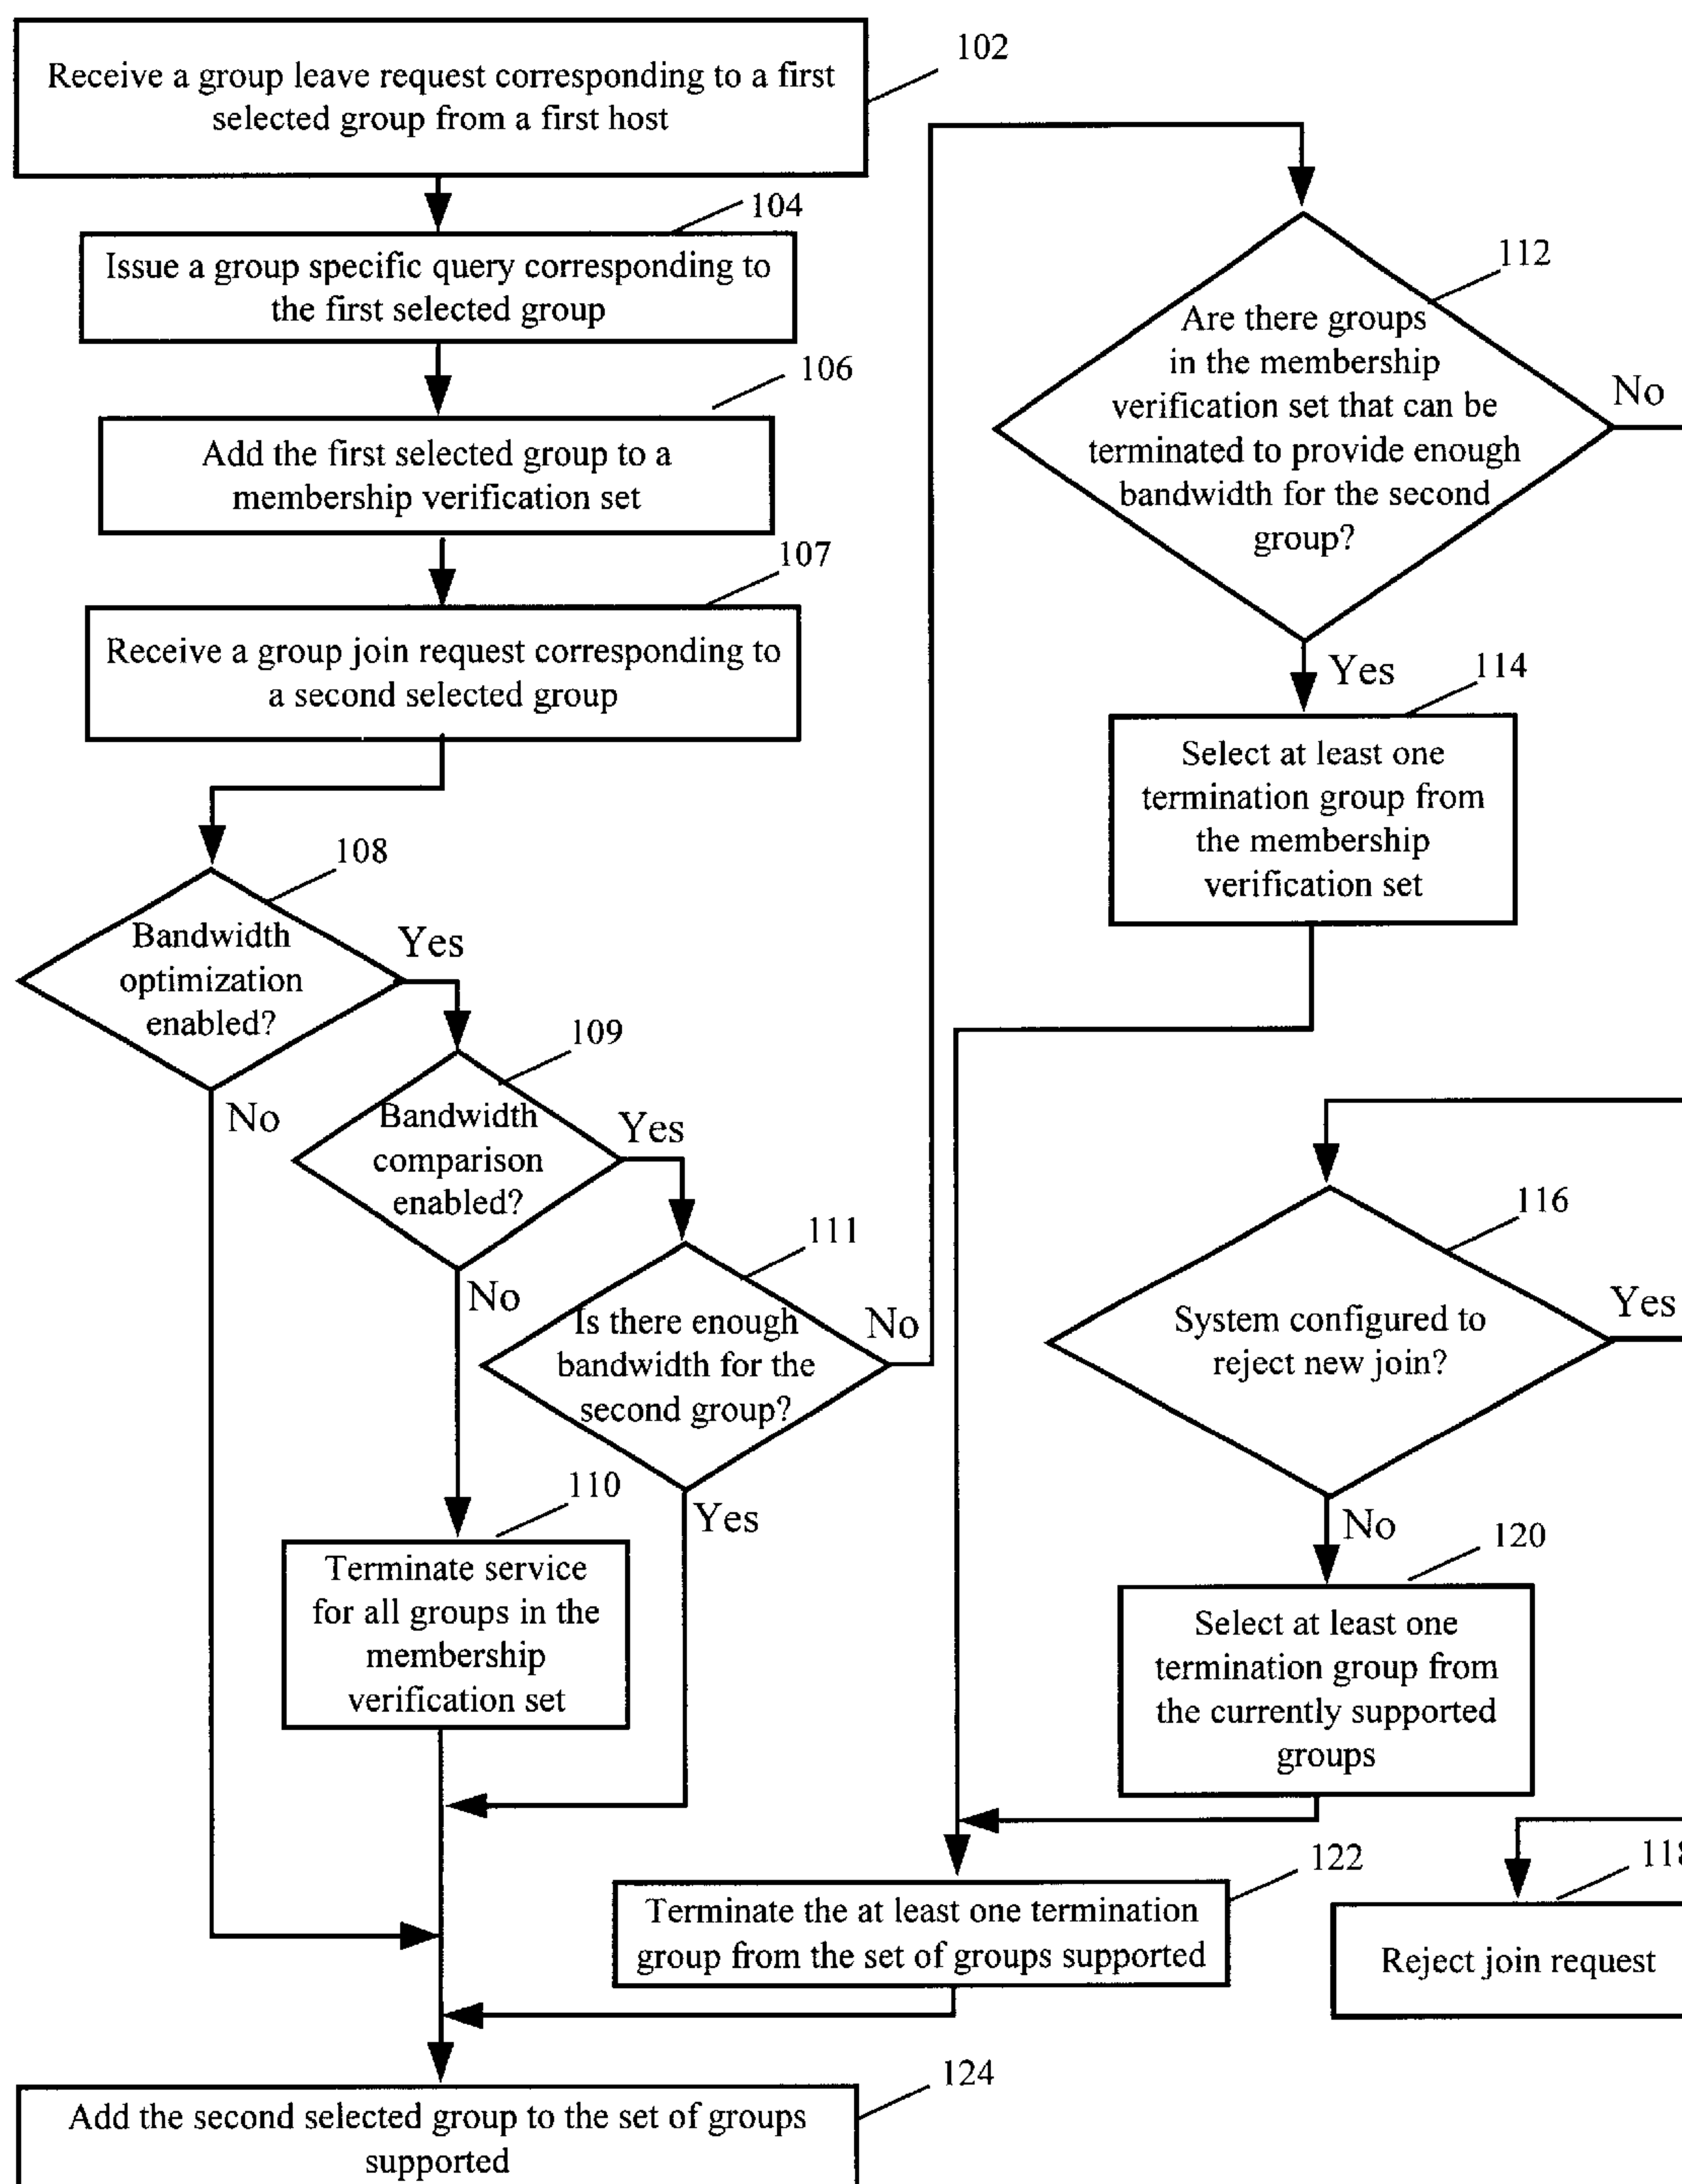 Receive a group leave request corresponding to a first
selected group from a first host
102
104
Issue a group specific query corresponding to
the first selected group
106
Add the first selected group to a
membership verification set
107
Receive a group join request corresponding to
a second selected group
108
Bandwidth
optimization
enabled?
Yes
No
109
Bandwidth
comparison
enabled?
Yes
No
111
Is there enough
bandwidth for the
second group?
No
Yes
110
Terminate service
for all groups in the
membership
verification set
112
Are there groups
in the membership
verification set that can be
terminated to provide enough
bandwidth for the second
group?
No
Yes
114
Select at least one
termination group from
the membership
verification set
116
System configured to
reject new join?
Yes
No
120
Select at least one
termination group from
the currently supported
groups
122
Terminate the at least one termination
group from the set of groups supported
118
Reject join request
124
Add the second selected group to the set of groups
supported